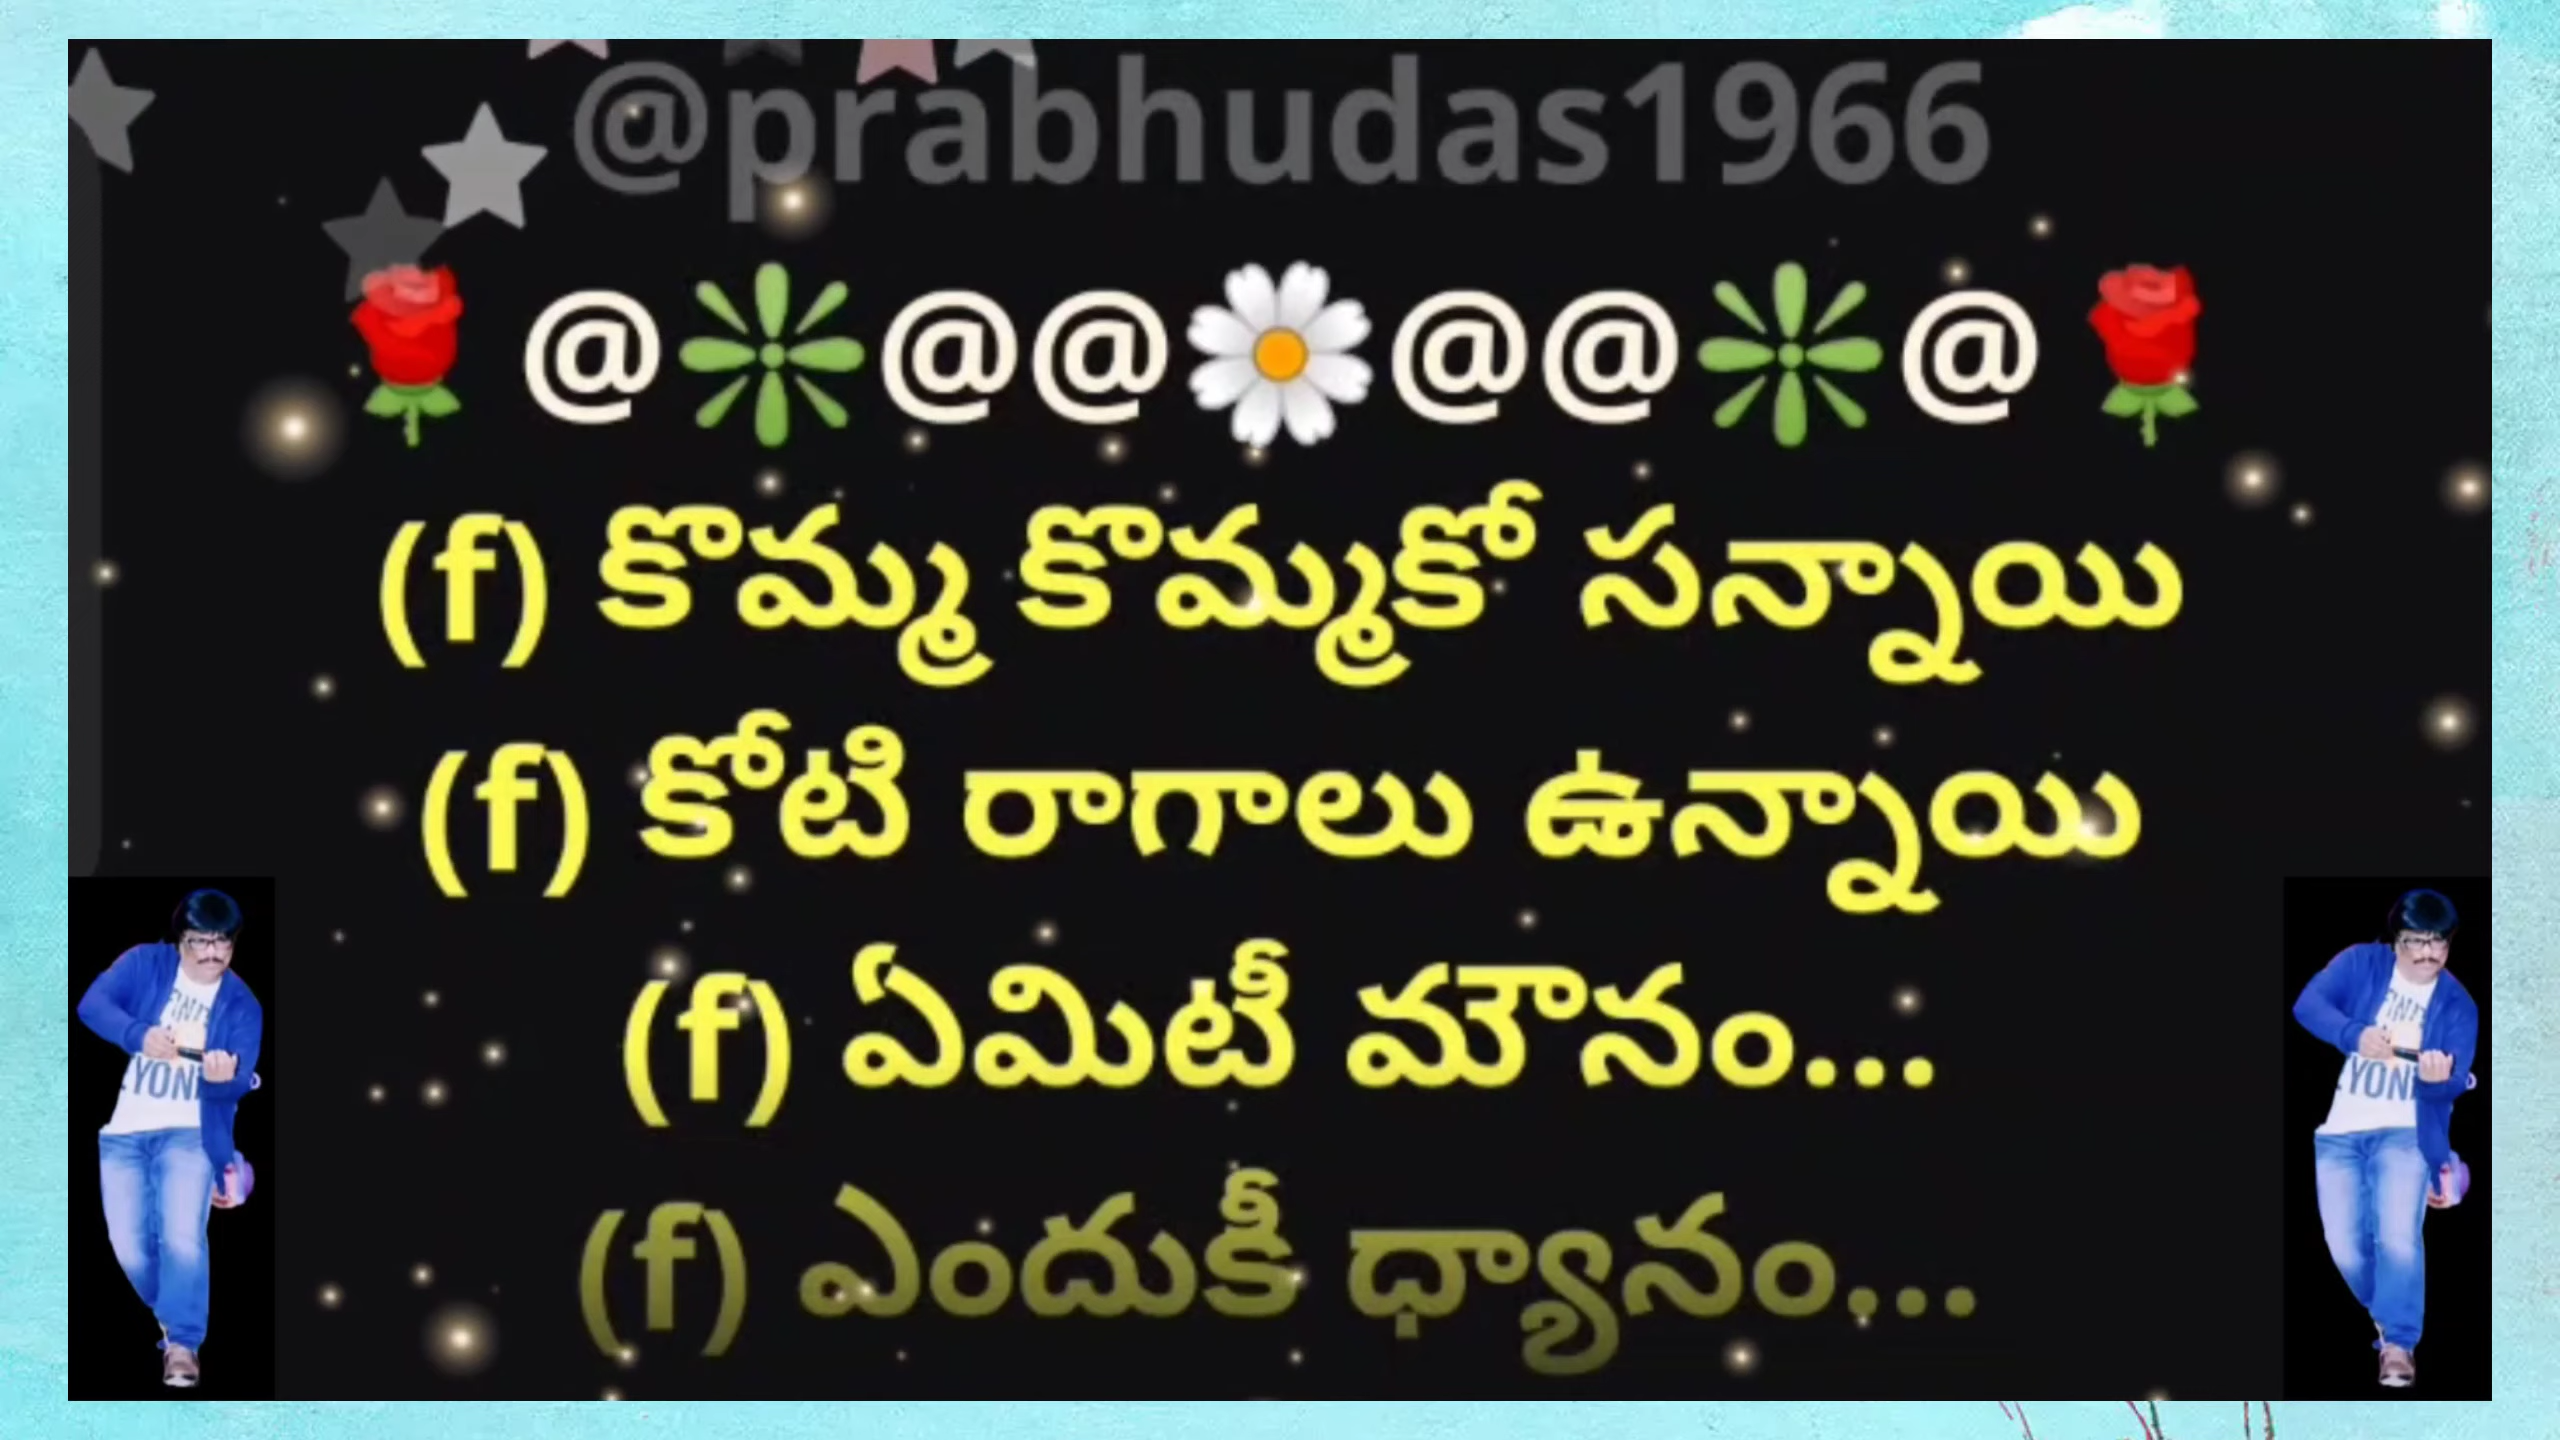 @prabhudas1966
🌹 @❇@@🌼@@❇@ 🌹
(f) కొమ్మ కొమ్మకో సన్నాయి
(f) కోటి రాగాలు ఉన్నాయి
(f) ఏమిటీ మౌనం...
(f) ఎందుకీ ధ్యానం...